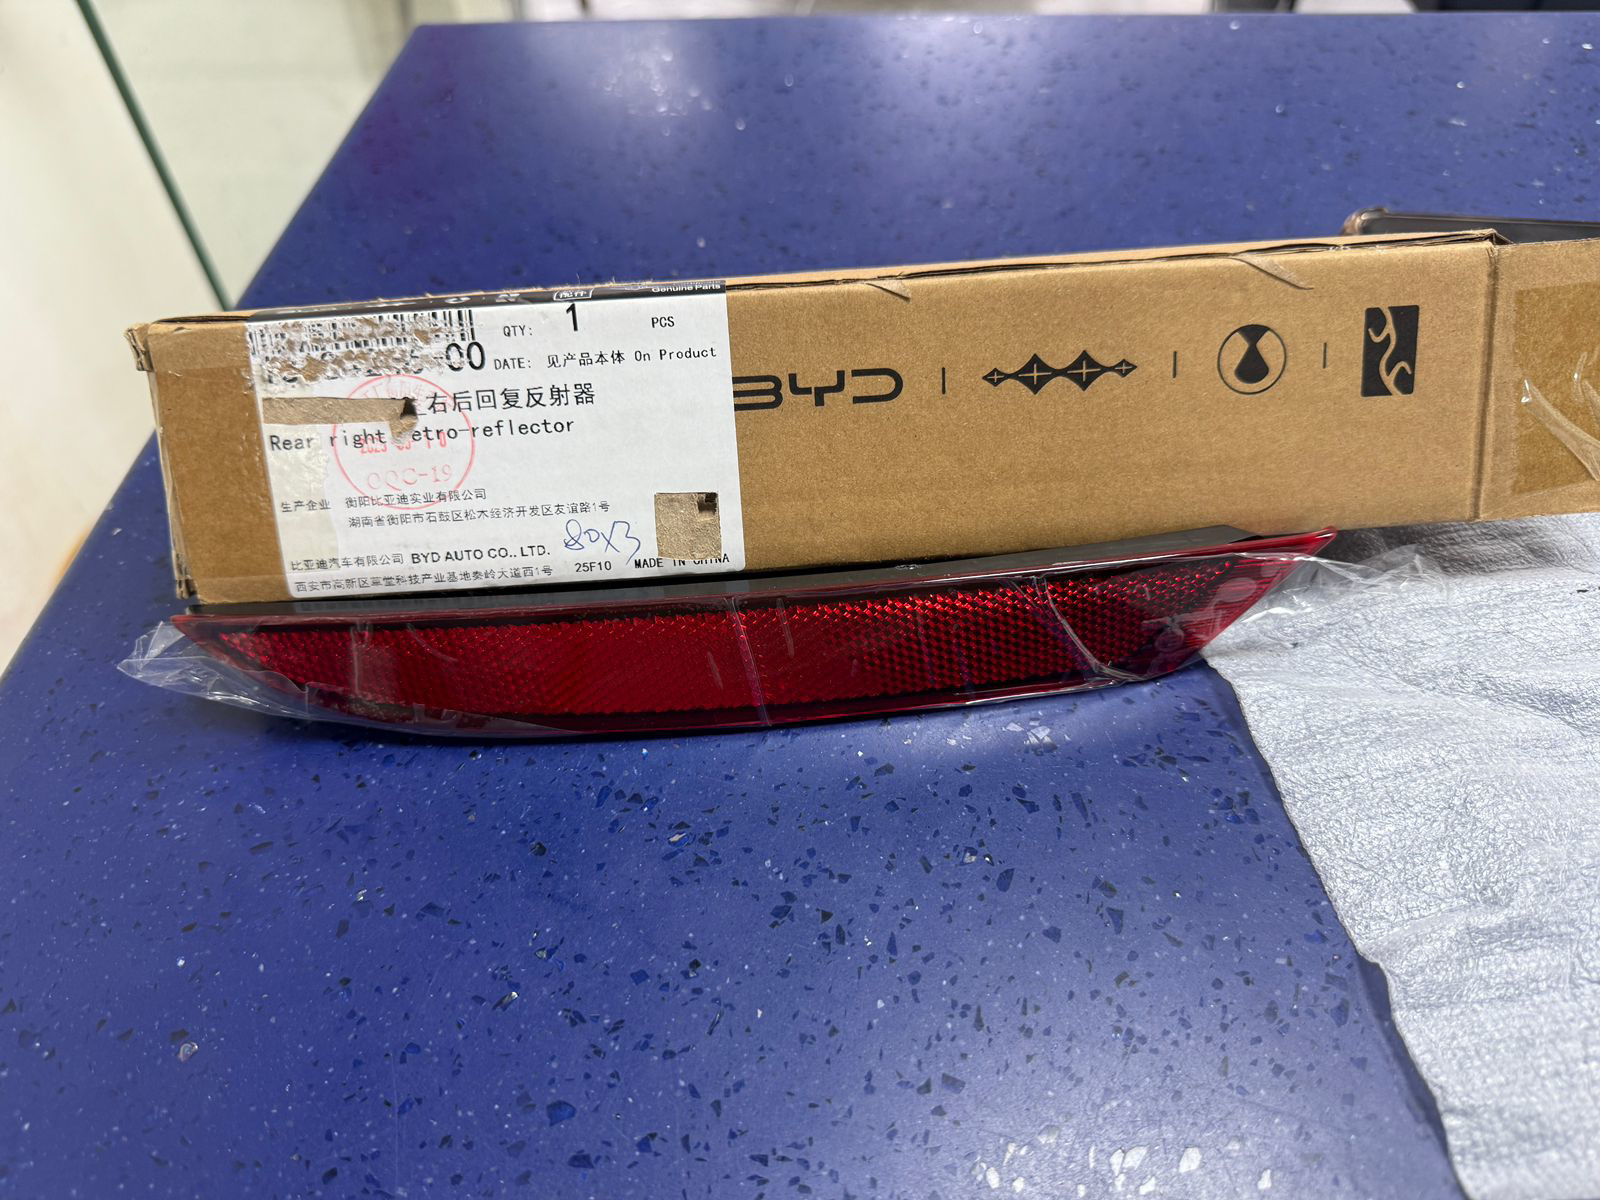 配件
Genuine Parts
QTY: 1 PCS
-00
DATE: 见产品本体 On Product
右后回复反射器
Rear right retro-reflector
OQC-19
生产企业 衡阳比亚迪实业有限公司
湖南省衡阳市石鼓区松木经济开发区友谊路1号
80X3
比亚迪汽车有限公司 BYD AUTO CO., LTD.
西安市高新区草堂科技产业基地秦岭大道西1号 25F10 MADE IN CHINA
BYD